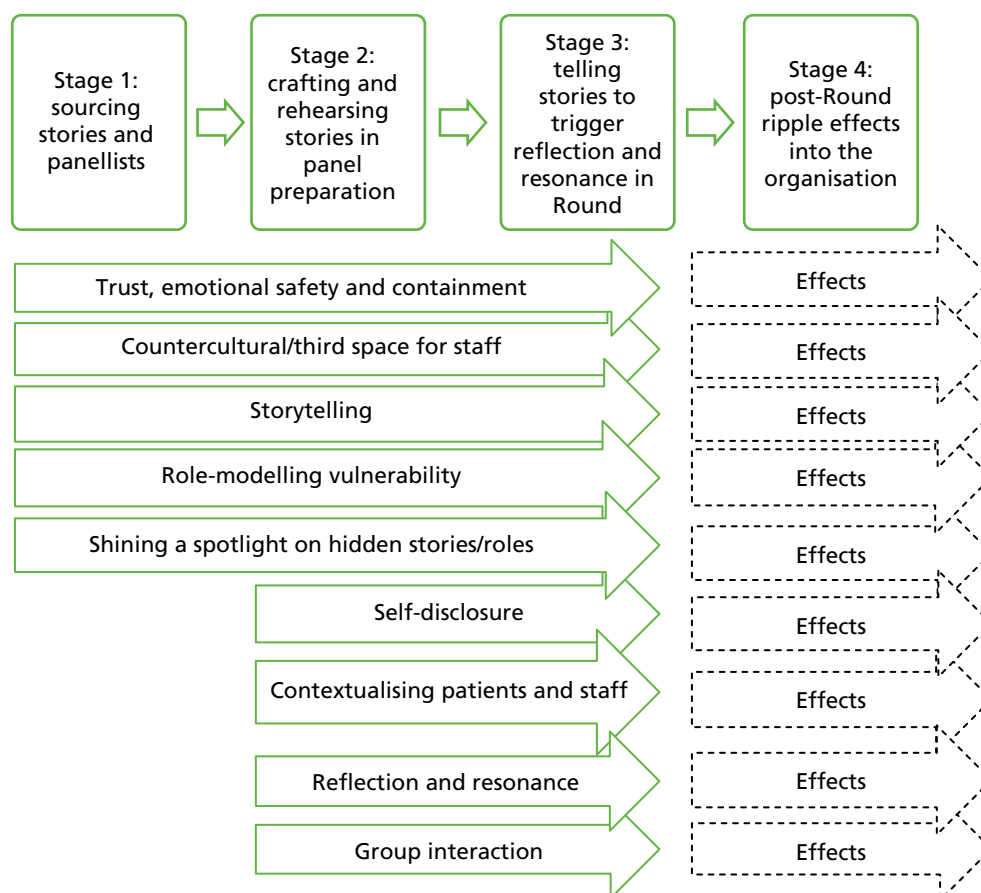 Stage 1:
sourcing
stories and
panellists
Stage 2:
crafting and
rehearsing
stories in
panel
preparation
Stage 3:
telling
stories to
trigger
reflection and
resonance in
Round
Stage 4:
post-Round
ripple effects
into the
organisation
Trust, emotional safety and containment
Effects
Countercultural/third space for staff
Effects
Storytelling
Effects
Role-modelling vulnerability
Effects
Shining a spotlight on hidden stories/roles
Effects
Self-disclosure
Effects
Contextualising patients and staff
Effects
Reflection and resonance
Effects
Group interaction
Effects